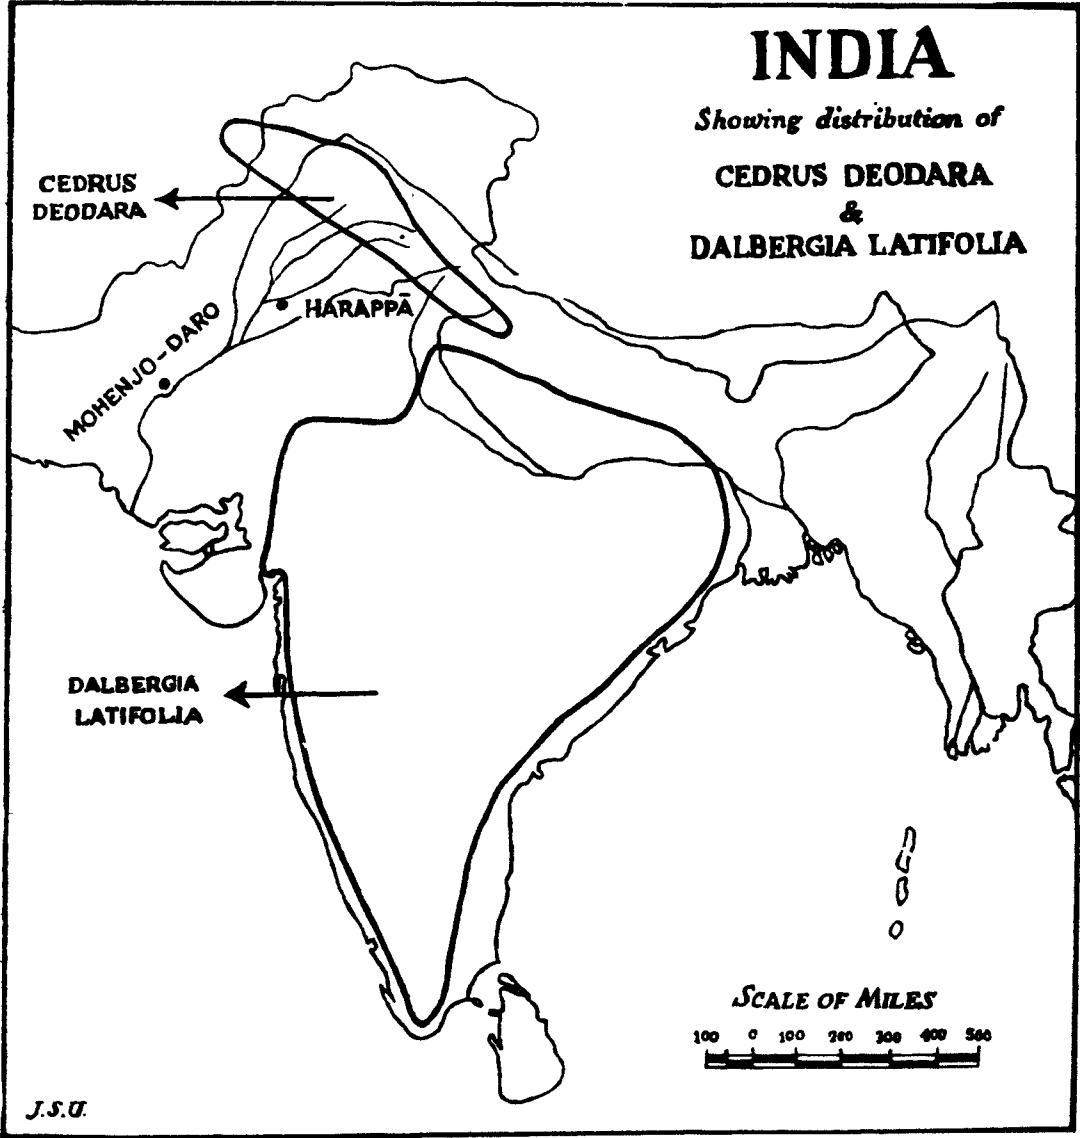 INDIA
Showing distribution of
CEDRUS DEODARA
&
DALBERGIA LATIFOLIA
CEDRUS
DEODARA
HARAPPĀ
MOHENJO-DARO
DALBERGIA
LATIFOLIA
SCALE OF MILES
100 0 100 200 300 400 500
J.S.U.